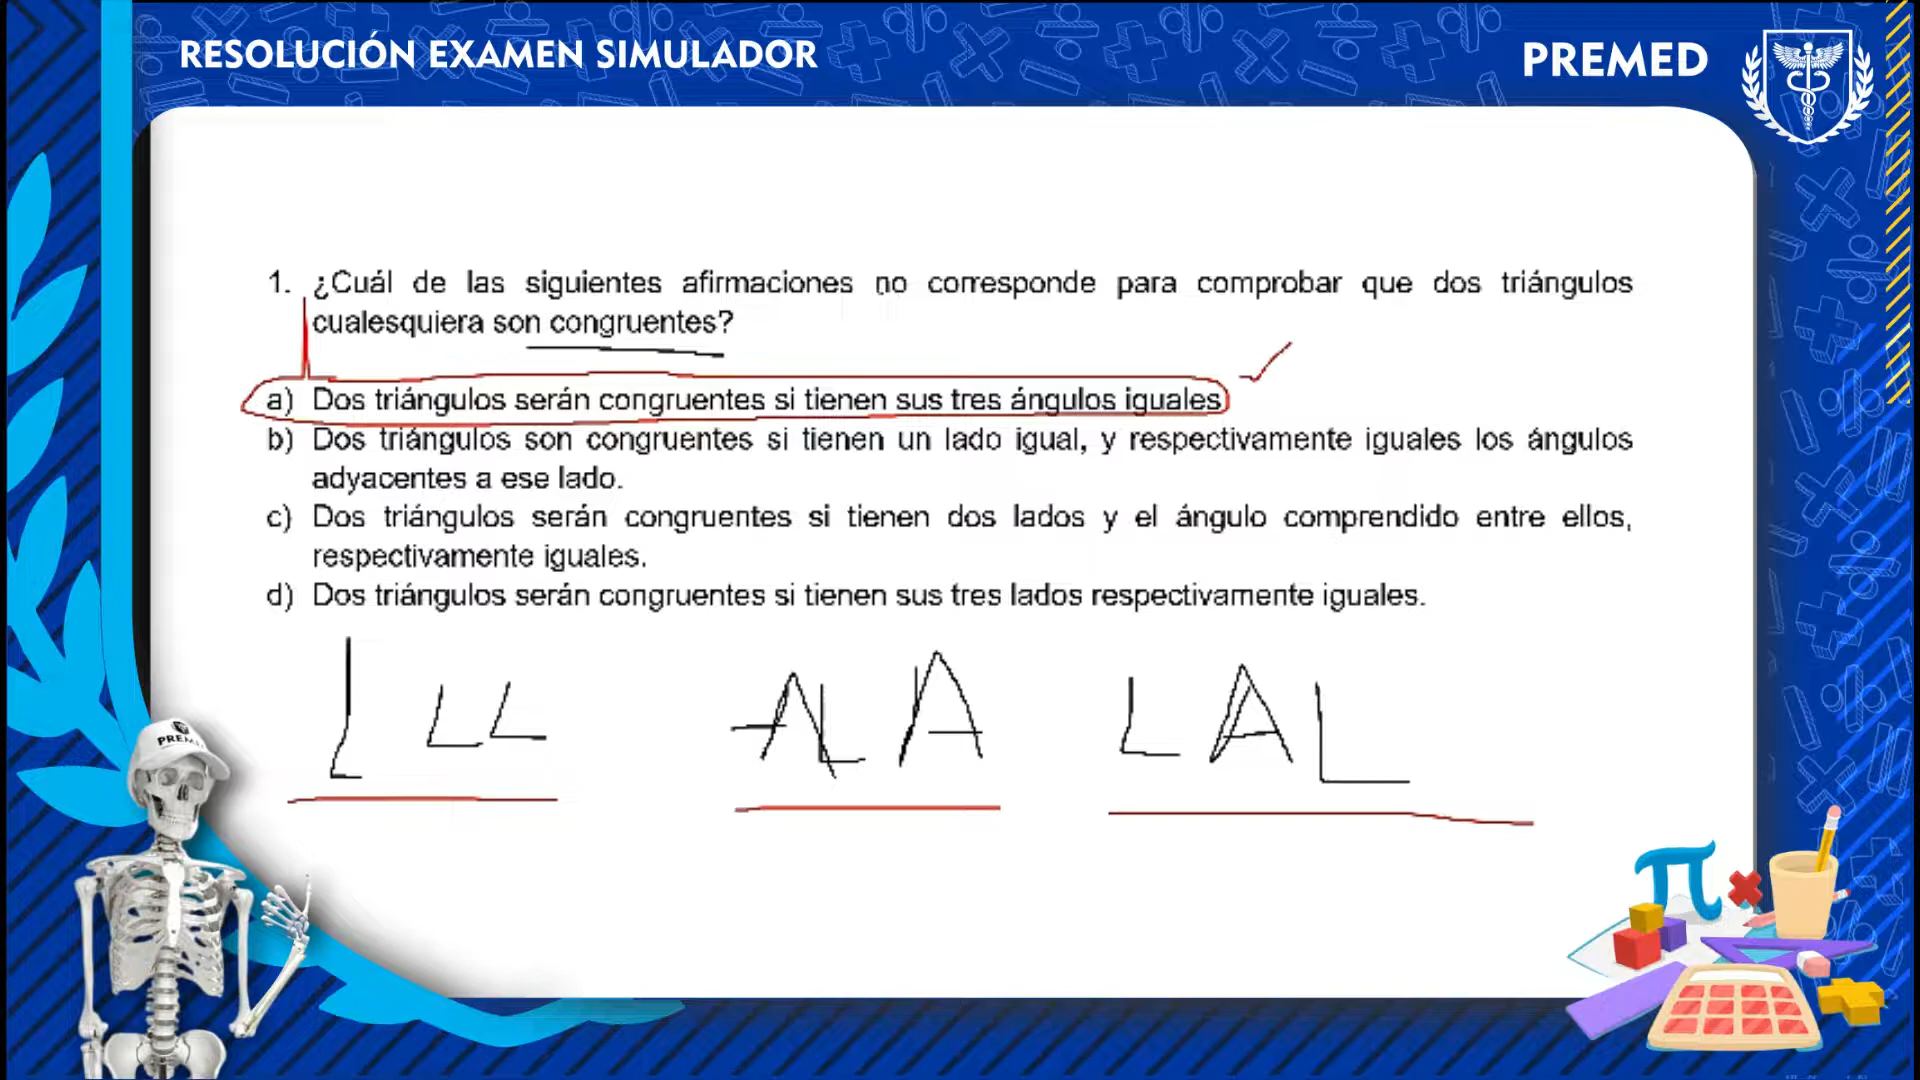 RESOLUCIÓN EXAMEN SIMULADOR
PREMED
1. ¿Cuál de las siguientes afirmaciones no corresponde para comprobar que dos triángulos
cualesquiera son congruentes?
a) Dos triángulos serán congruentes si tienen sus tres ángulos iguales
b) Dos triángulos son congruentes si tienen un lado igual, y respectivamente iguales los ángulos
adyacentes a ese lado.
c) Dos triángulos serán congruentes si tienen dos lados y el ángulo comprendido entre ellos,
respectivamente iguales.
d) Dos triángulos serán congruentes si tienen sus tres lados respectivamente iguales.
LLL ALA LAL